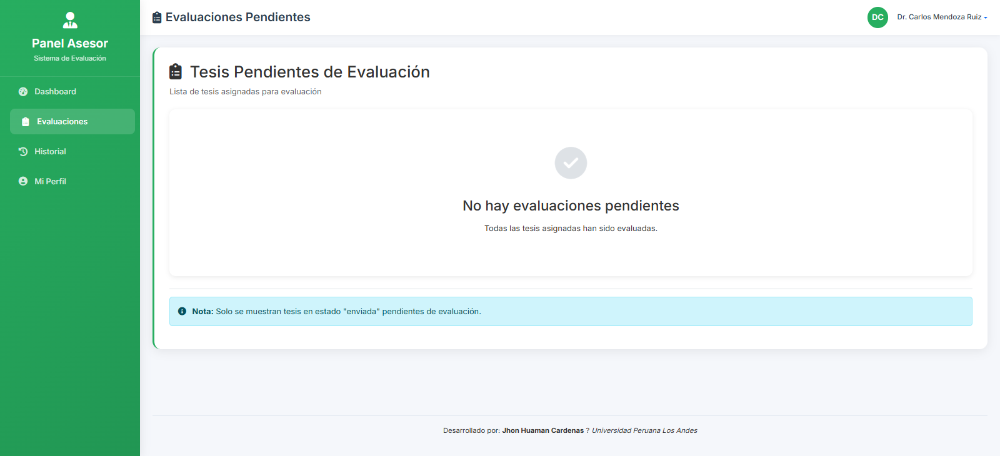 Panel Asesor
Sistema de Evaluación
Dashboard
Evaluaciones
Historial
Mi Perfil
Evaluaciones Pendientes
DC
Dr. Carlos Mendoza Ruiz
Tesis Pendientes de Evaluación
Lista de tesis asignadas para evaluación
No hay evaluaciones pendientes
Todas las tesis asignadas han sido evaluadas.
Nota: Solo se muestran tesis en estado "enviada" pendientes de evaluación.
Desarrollado por: Jhon Huaman Cardenas ? Universidad Peruana Los Andes